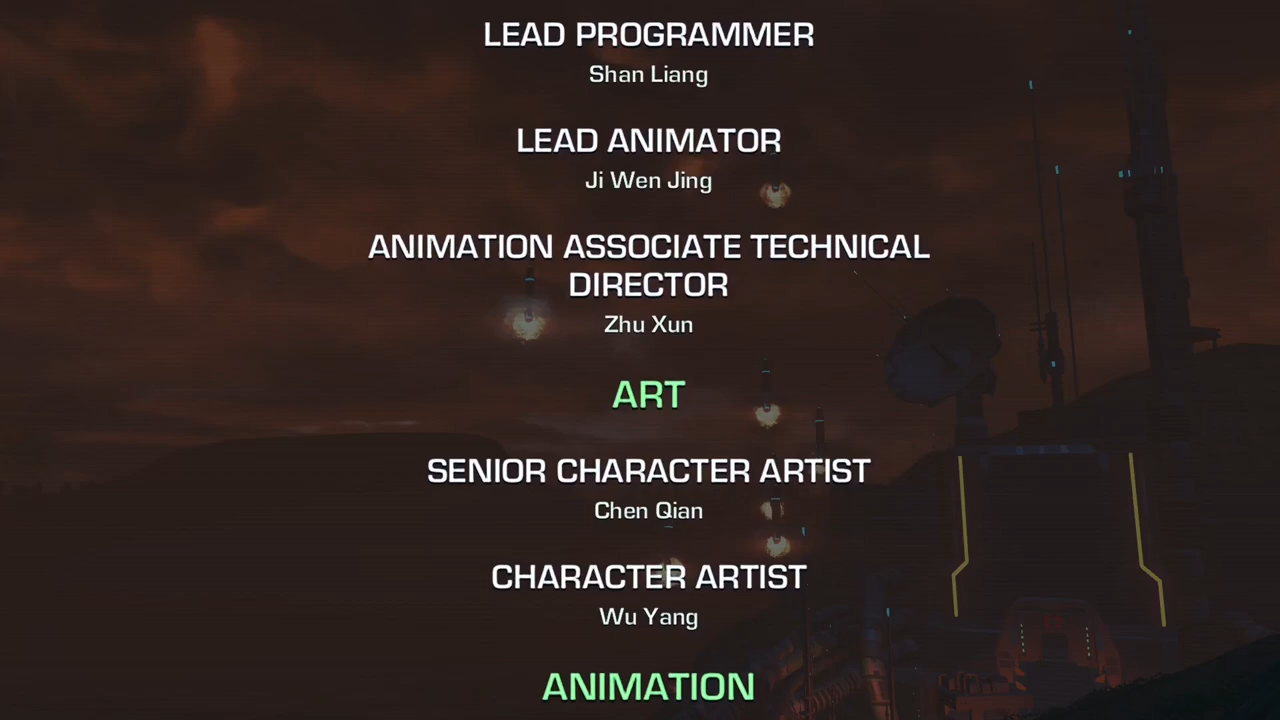 LEAD PROGRAMMER
Shan Liang
LEAD ANIMATOR
Ji Wen Jing
ANIMATION ASSOCIATE TECHNICAL
DIRECTOR
Zhu Xun
ART
SENIOR CHARACTER ARTIST
Chen Qian
CHARACTER ARTIST
Wu Yang
ANIMATION